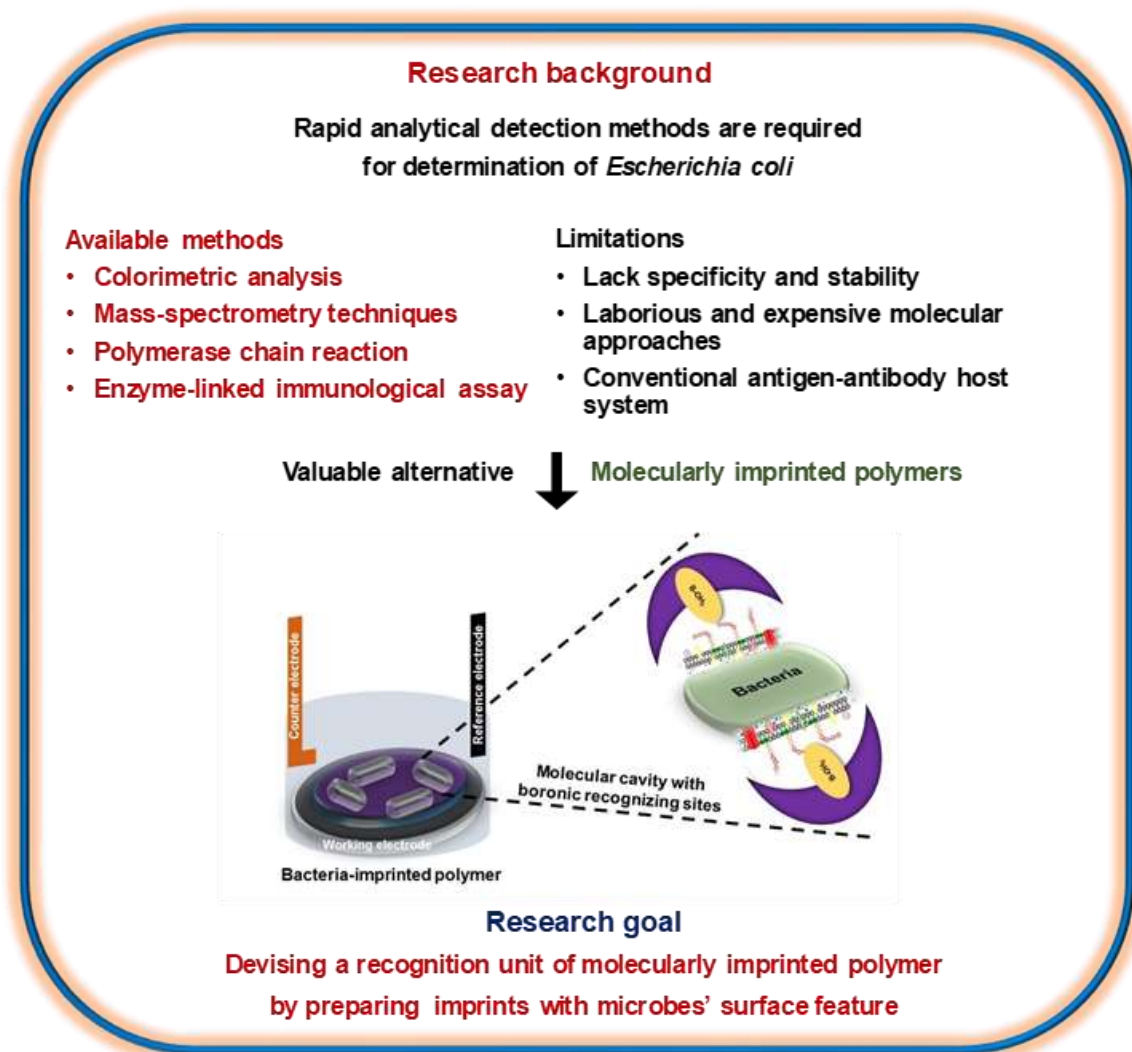 Research background
Rapid analytical detection methods are required
for determination of Escherichia coli
Available methods
• Colorimetric analysis
• Mass-spectrometry techniques
• Polymerase chain reaction
• Enzyme-linked immunological assay
Limitations
• Lack specificity and stability
• Laborious and expensive molecular
approaches
• Conventional antigen-antibody host
system
Valuable alternative
Molecularly imprinted polymers
Counter electrode
Reference electrode
Working electrode
Bacteria-imprinted polymer
Molecular cavity with
boronic recognizing sites
B-OH₂
Bacteria
B-OH₂
Research goal
Devising a recognition unit of molecularly imprinted polymer
by preparing imprints with microbes’ surface feature